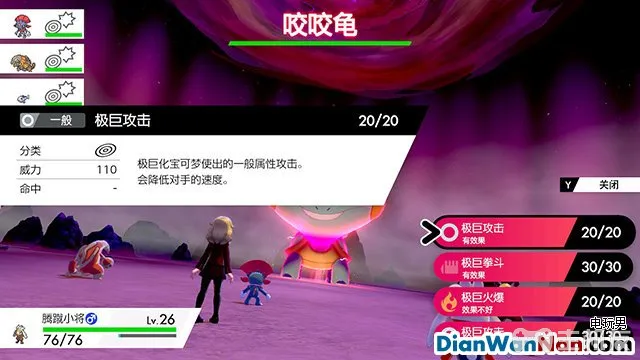 咬咬龟
一般 极巨攻击 20/20
分类
威力 110
命中 -
极巨化宝可梦使出的一般属性攻击。
会降低对手的速度。
Y 关闭
极巨攻击 20/20
有效果
极巨拳斗 30/30
有效果
极巨火爆 20/20
效果不好
极巨攻击
腾蹴小将♂ Lv.26
76/76
电玩男
DianWanNan.com